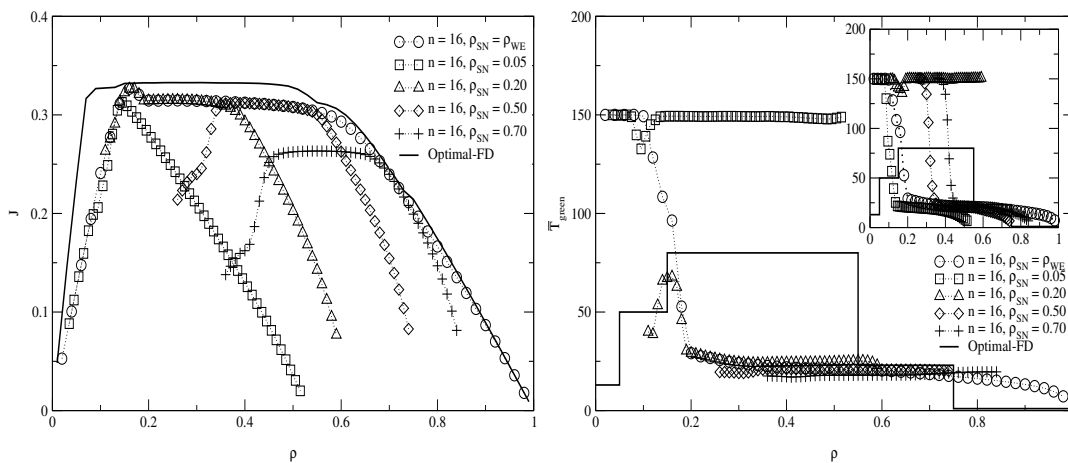 0.4
0.3
0.2
0.1
0
J
0
0.2
0.4
0.6
0.8
1
ρ
n = 16, ρSN = ρWE
n = 16, ρSN = 0.05
n = 16, ρSN = 0.20
n = 16, ρSN = 0.50
n = 16, ρSN = 0.70
Optimal-FD
200
150
100
50
0
T̅green
0
0.2
0.4
0.6
0.8
ρ
200
150
100
50
0
0
0.2
0.4
0.6
0.8
1
n = 16, ρSN = ρWE
n = 16, ρSN = 0.05
n = 16, ρSN = 0.20
n = 16, ρSN = 0.50
n = 16, ρSN = 0.70
Optimal-FD